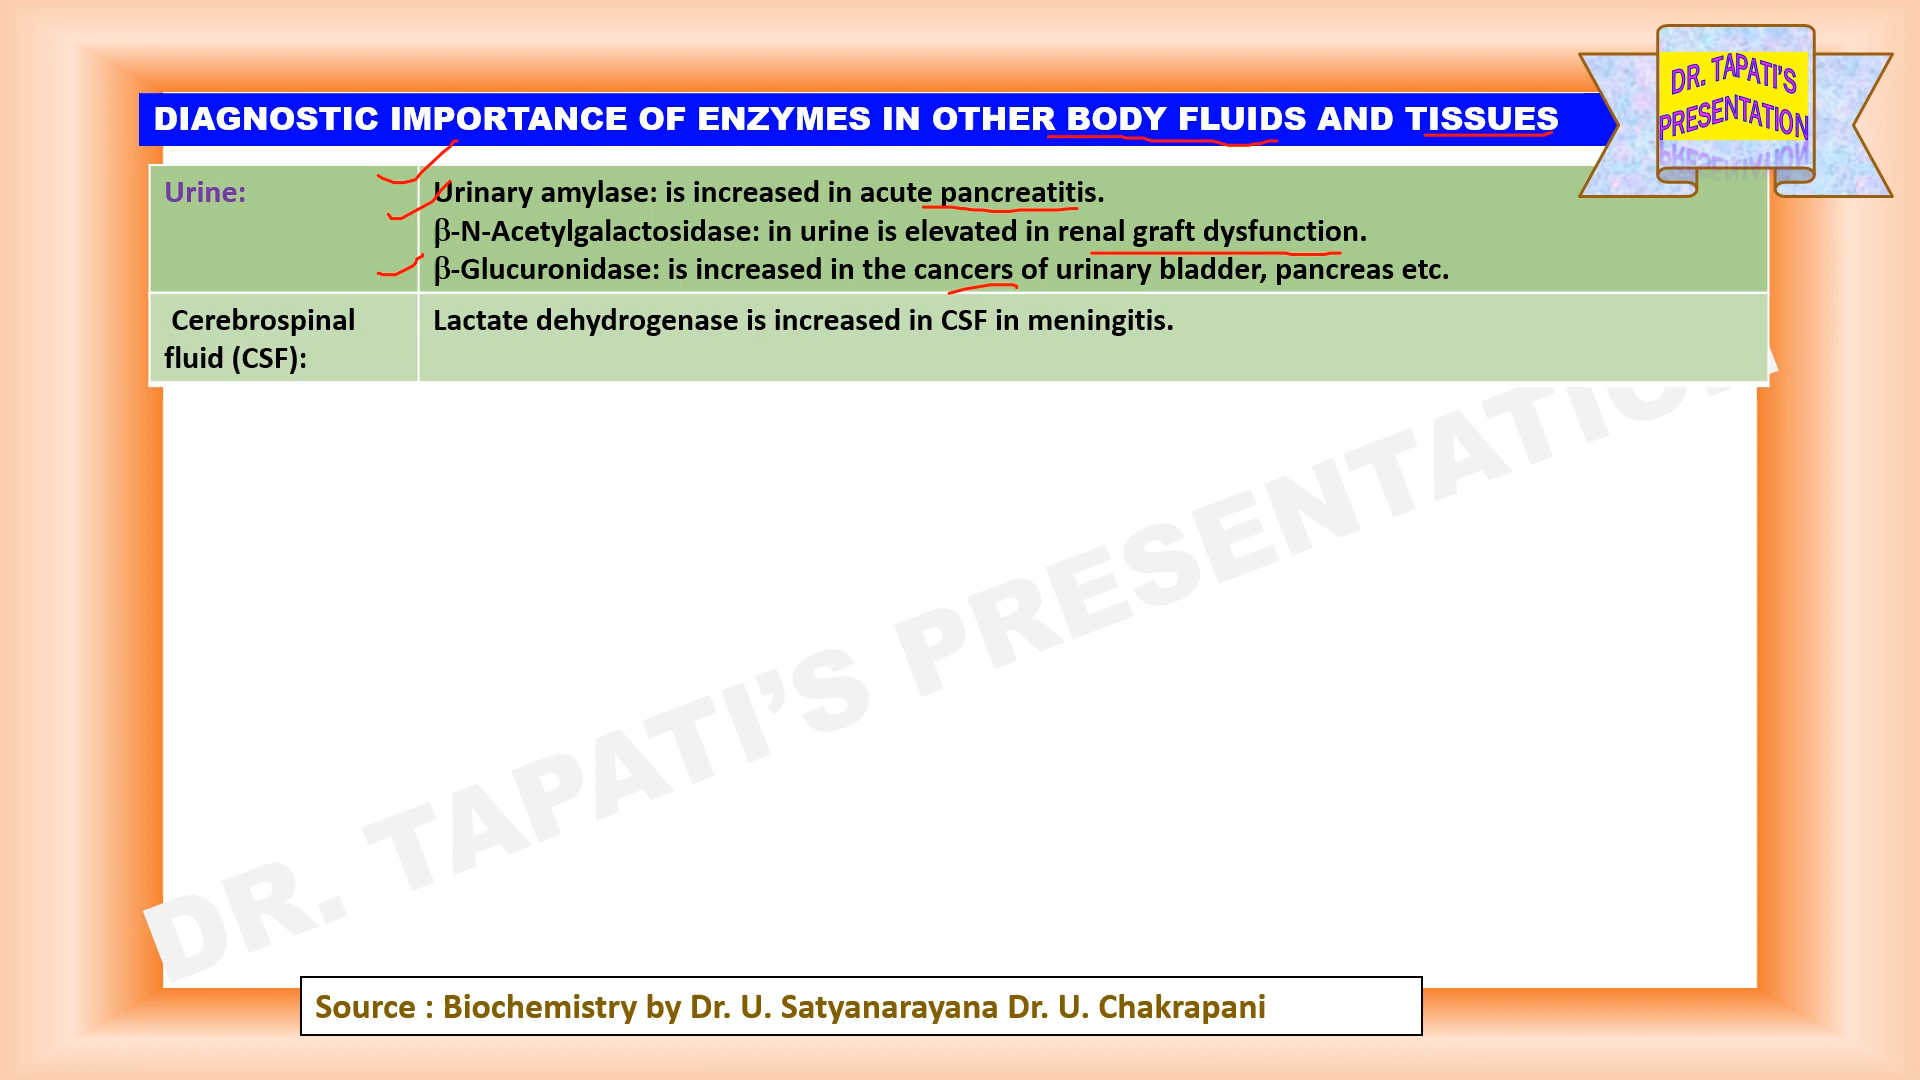 DR. TAPATI'S
PRESENTATION
DIAGNOSTIC IMPORTANCE OF ENZYMES IN OTHER BODY FLUIDS AND TISSUES
Urine:
Urinary amylase: is increased in acute pancreatitis.
β-N-Acetylgalactosidase: in urine is elevated in renal graft dysfunction.
β-Glucuronidase: is increased in the cancers of urinary bladder, pancreas etc.
Cerebrospinal
fluid (CSF):
Lactate dehydrogenase is increased in CSF in meningitis.
DR. TAPATI'S PRESENTATION
Source : Biochemistry by Dr. U. Satyanarayana Dr. U. Chakrapani